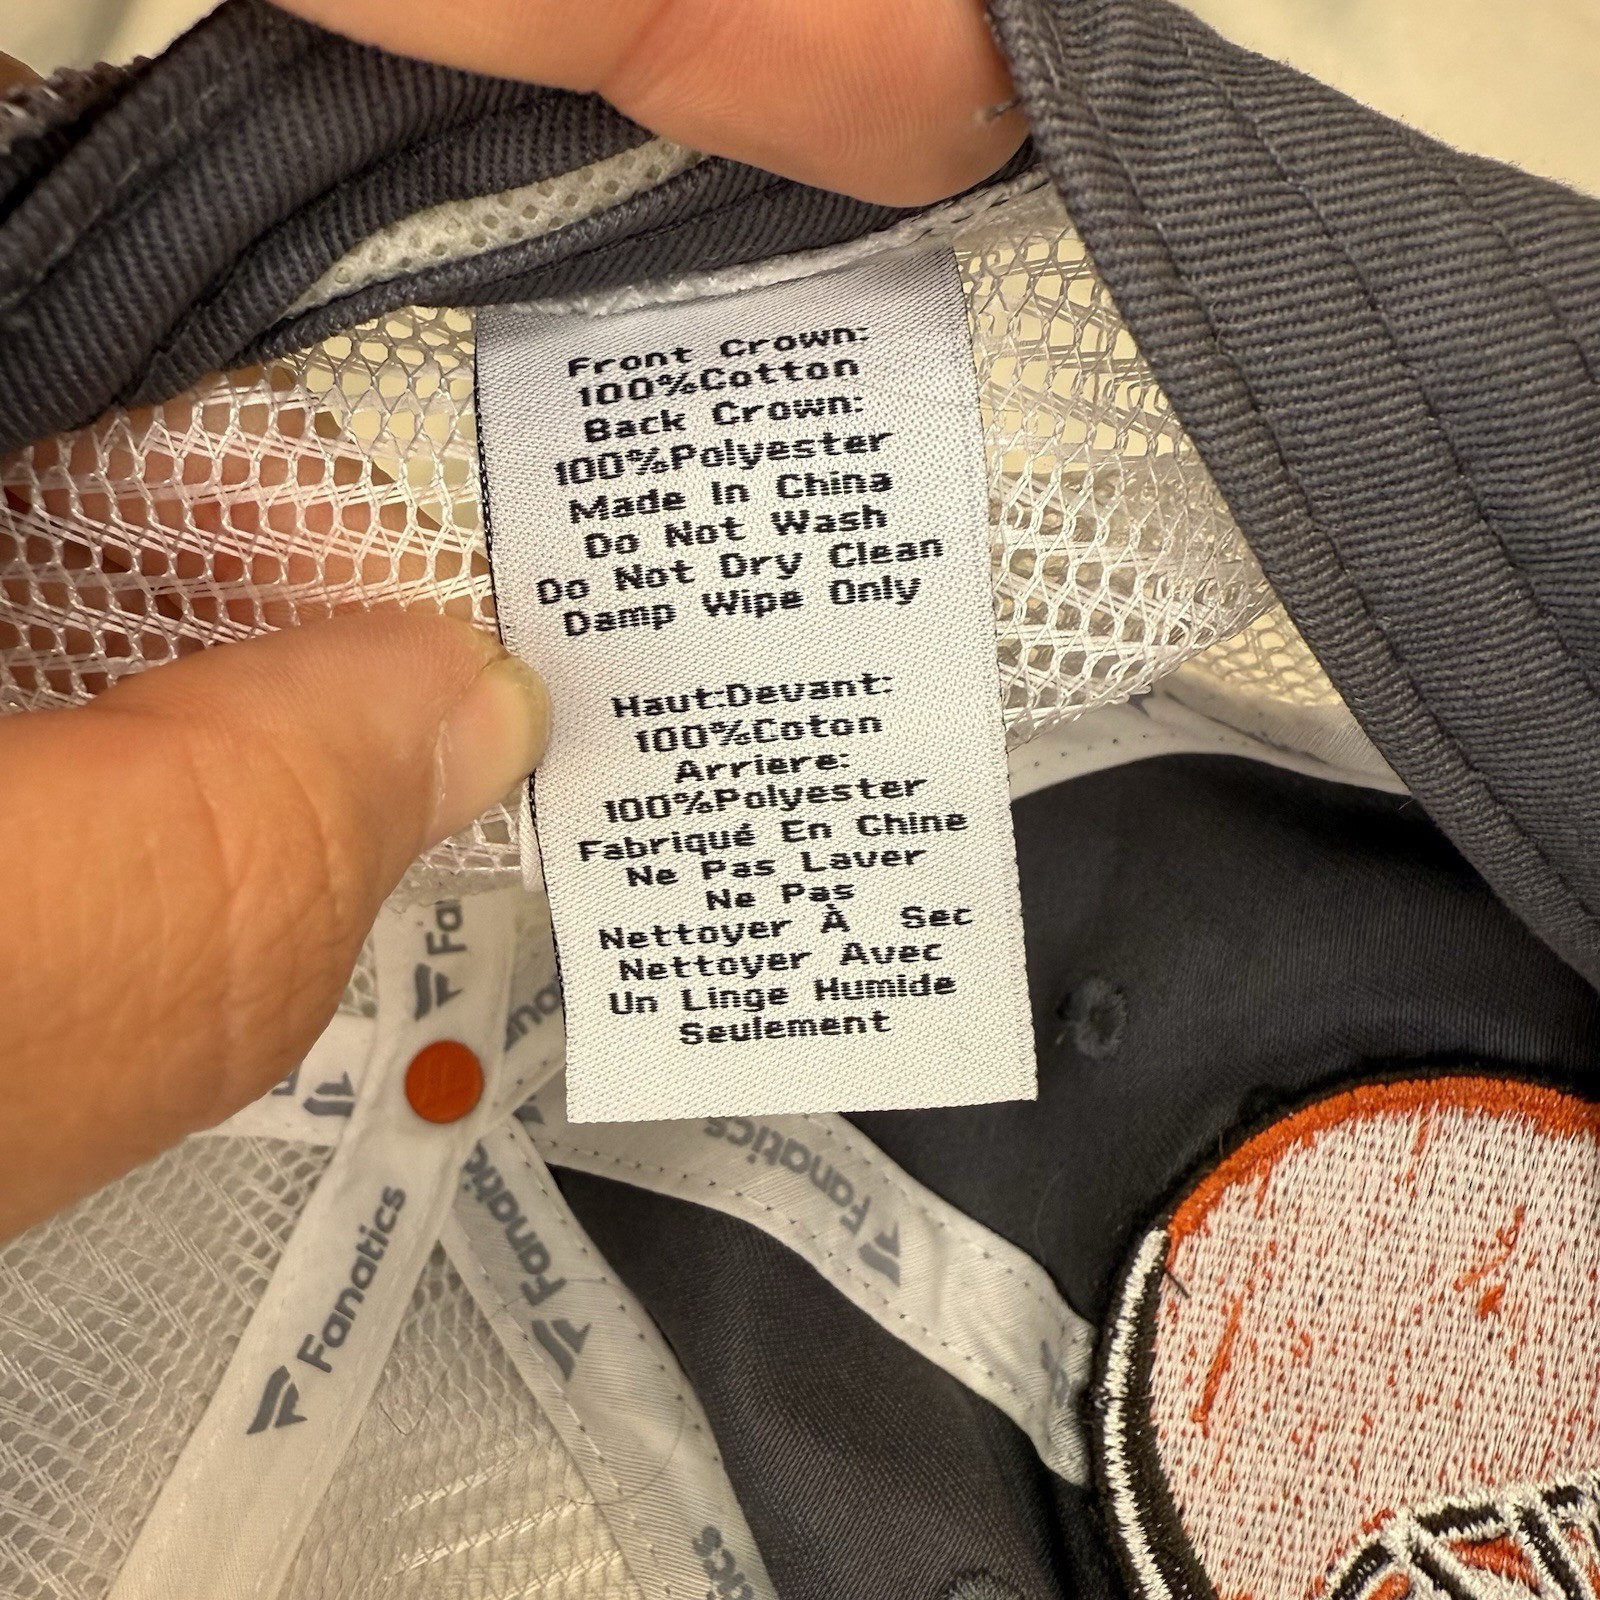 Front Crown:
100%Cotton
Back Crown:
100%Polyester
Made In China
Do Not Wash
Do Not Dry Clean
Damp Wipe Only
Haut:Devant:
100%Coton
Arriere:
100%Polyester
Fabriqué En Chine
Ne Pas Laver
Ne Pas
Nettoyer À Sec
Nettoyer Avec
Un Linge Humide
Seulement
Fanatics
Fanatics
Fanatics